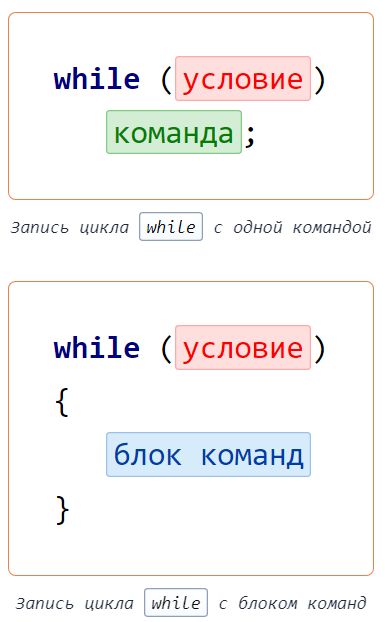 while (условие)
команда;
Запись цикла while с одной командой
while (условие)
{
блок команд
}
Запись цикла while с блоком команд